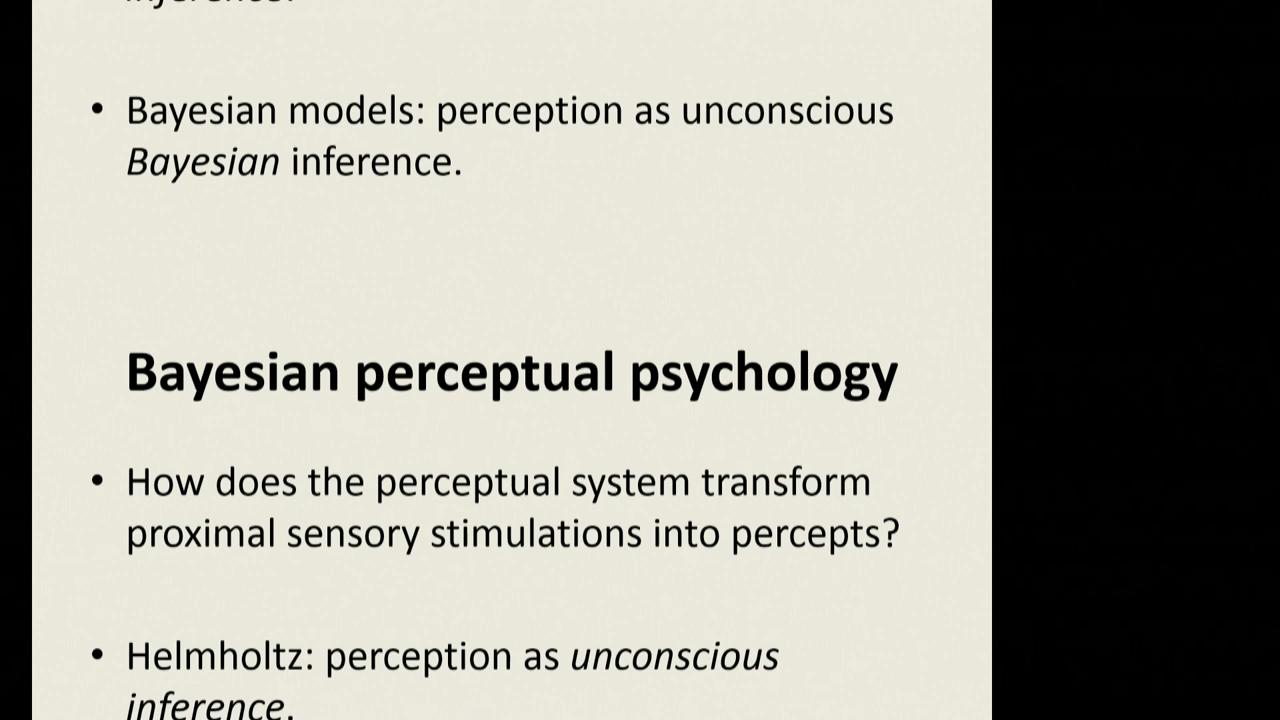 inference.
• Bayesian models: perception as unconscious
Bayesian inference.
Bayesian perceptual psychology
• How does the perceptual system transform
proximal sensory stimulations into percepts?
• Helmholtz: perception as unconscious
inference.